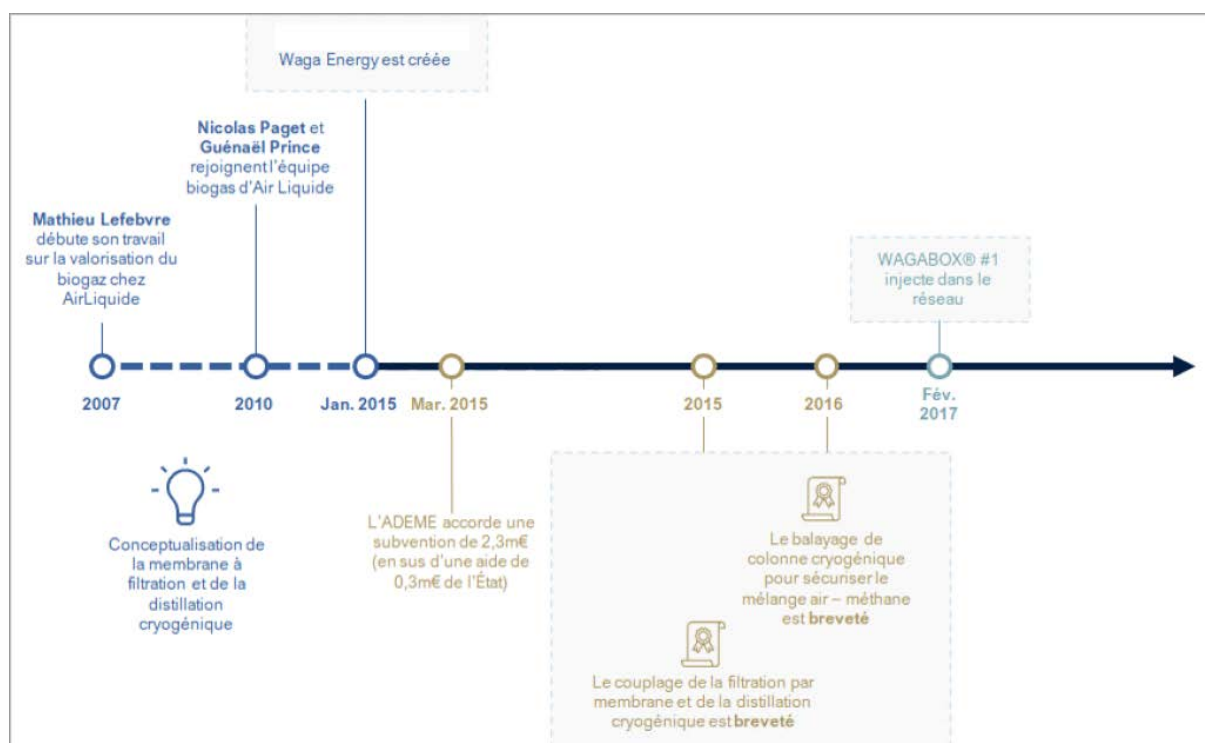 Waga Energy est créée
Nicolas Paget et
Guénaël Prince
rejoignent l'équipe
biogas d'Air Liquide
Mathieu Lefebvre
débute son travail
sur la valorisation du
biogaz chez
AirLiquide
WAGABOX® #1
injecte dans le
réseau
2007
2010
Jan. 2015
Mar. 2015
2015
2016
Fév.
2017
Conceptualisation de
la membrane à
filtration et de la
distillation
cryogénique
L'ADEME accorde une
subvention de 2,3m€
(en sus d'une aide de
0,3m€ de l'État)
Le balayage de
colonne cryogénique
pour sécuriser le
mélange air – méthane
est breveté
Le couplage de la filtration par
membrane et de la distillation
cryogénique est breveté